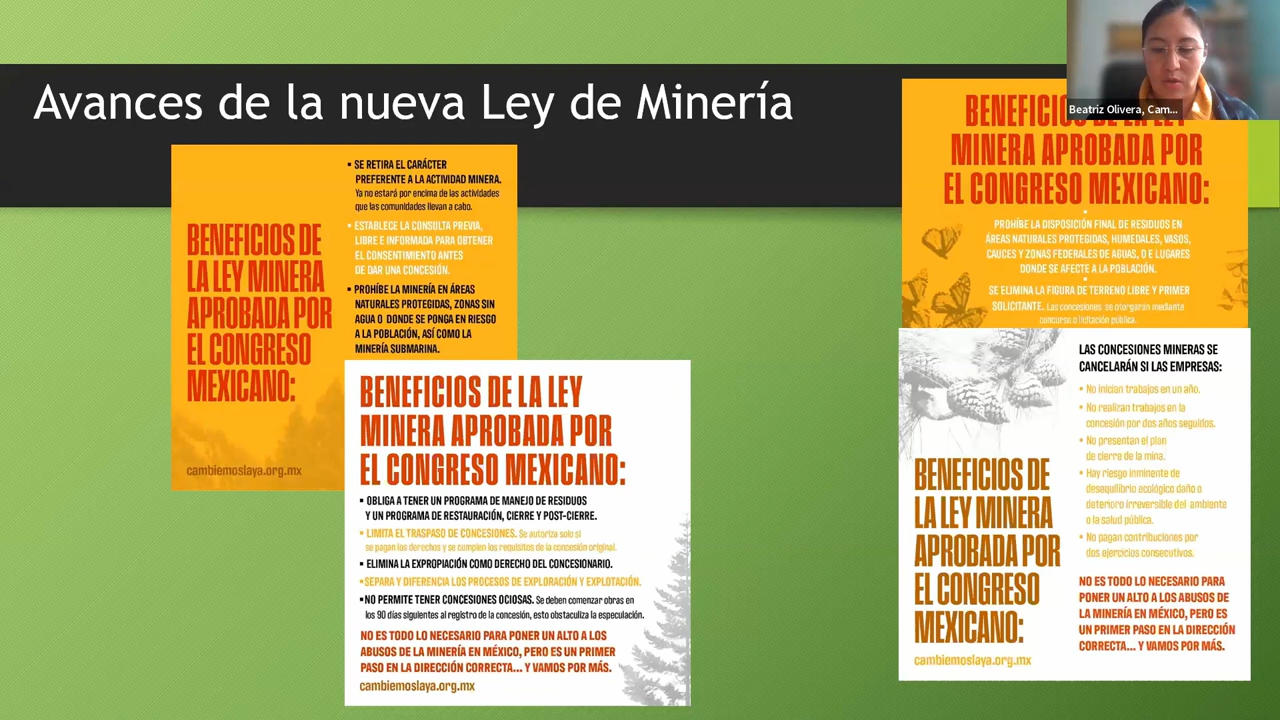 Avances de la nueva Ley de Minería
Beatriz Olivera, Cam...
BENEFICIOS DE
LA LEY MINERA
APROBADA POR
EL CONGRESO
MEXICANO:
cambiemoslaya.org.mx
▪ SE RETIRA EL CARÁCTER
PREFERENTE A LA ACTIVIDAD MINERA.
Ya no estará por encima de las actividades
que las comunidades llevan a cabo.
▪ ESTABLECE LA CONSULTA PREVIA,
LIBRE E INFORMADA PARA OBTENER
EL CONSENTIMIENTO ANTES
DE DAR UNA CONCESIÓN.
▪ PROHÍBE LA MINERÍA EN ÁREAS
NATURALES PROTEGIDAS, ZONAS SIN
AGUA O DONDE SE PONGA EN RIESGO
A LA POBLACIÓN, ASÍ COMO LA
MINERÍA SUBMARINA.
BENEFICIOS DE LA LEY
MINERA APROBADA POR
EL CONGRESO MEXICANO:
▪ OBLIGA A TENER UN PROGRAMA DE MANEJO DE RESIDUOS
Y UN PROGRAMA DE RESTAURACIÓN, CIERRE Y POST-CIERRE.
▪ LIMITA EL TRASPASO DE CONCESIONES. Se autoriza solo si
se pagan los derechos y se cumplen los requisitos de la concesión original.
▪ ELIMINA LA EXPROPIACIÓN COMO DERECHO DEL CONCESIONARIO.
▪ SEPARA Y DIFERENCIA LOS PROCESOS DE EXPLORACIÓN Y EXPLOTACIÓN.
▪ NO PERMITE TENER CONCESIONES OCIOSAS. Se deben comenzar obras en
los 90 días siguientes al registro de la concesión, esto obstaculiza la especulación.
NO ES TODO LO NECESARIO PARA PONER UN ALTO A LOS
ABUSOS DE LA MINERÍA EN MÉXICO, PERO ES UN PRIMER
PASO EN LA DIRECCIÓN CORRECTA... Y VAMOS POR MÁS.
cambiemoslaya.org.mx
BENEFICIOS DE LA LEY
MINERA APROBADA POR
EL CONGRESO MEXICANO:
▪
PROHÍBE LA DISPOSICIÓN FINAL DE RESIDUOS EN
ÁREAS NATURALES PROTEGIDAS, HUMEDALES, VASOS,
CAUCES Y ZONAS FEDERALES DE AGUAS, O E LUGARES
DONDE SE AFECTE A LA POBLACIÓN.
▪
SE ELIMINA LA FIGURA DE TERRENO LIBRE Y PRIMER
SOLICITANTE. Las concesiones se otorgarán mediante
concurso o licitación pública.
BENEFICIOS DE
LA LEY MINERA
APROBADA POR
EL CONGRESO
MEXICANO:
cambiemoslaya.org.mx
LAS CONCESIONES MINERAS SE
CANCELARÁN SI LAS EMPRESAS:
• No inician trabajos en un año.
• No realizan trabajos en la
concesión por dos años seguidos.
• No presentan el plan
de cierre de la mina.
• Hay riesgo inminente de
desequilibrio ecológico daño o
deterioro irreversible del ambiente
o la salud pública.
• No pagan contribuciones por
dos ejercicios consecutivos.
NO ES TODO LO NECESARIO PARA
PONER UN ALTO A LOS ABUSOS DE
LA MINERÍA EN MÉXICO, PERO ES
UN PRIMER PASO EN LA DIRECCIÓN
CORRECTA... Y VAMOS POR MÁS.